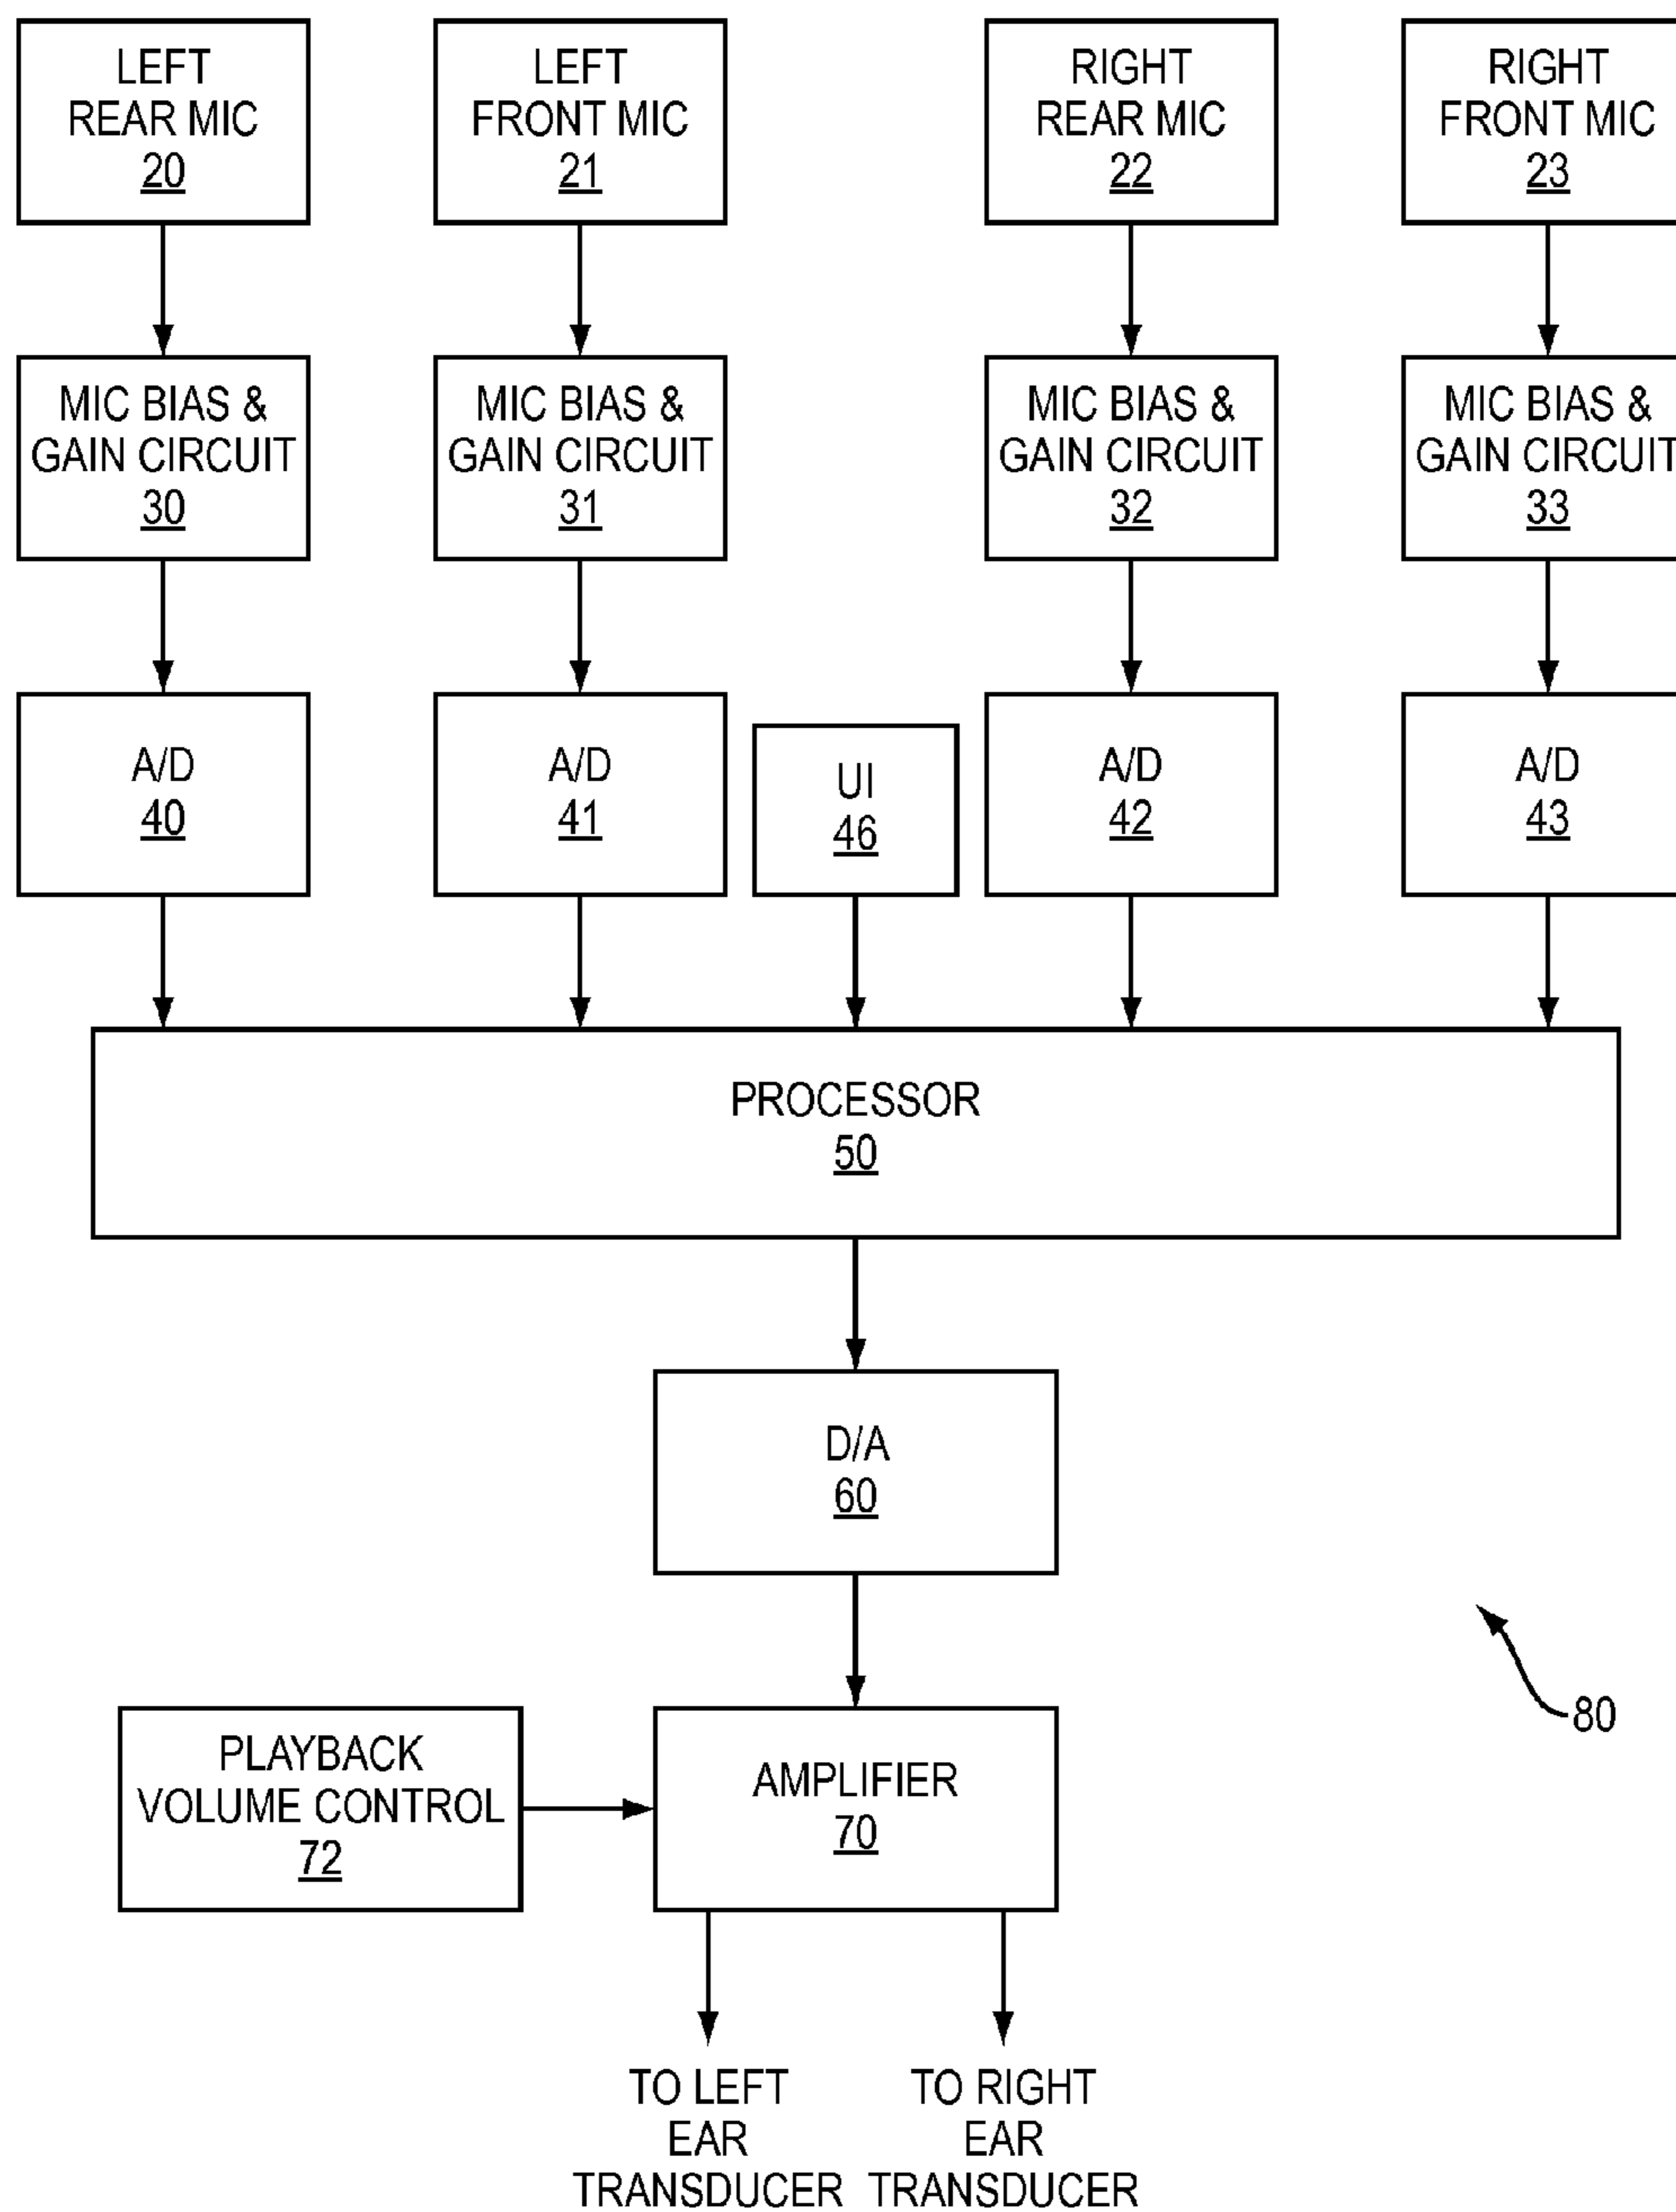 LEFT
REAR MIC
20
LEFT
FRONT MIC
21
RIGHT
REAR MIC
22
RIGHT
FRONT MIC
23
MIC BIAS &
GAIN CIRCUIT
30
MIC BIAS &
GAIN CIRCUIT
31
MIC BIAS &
GAIN CIRCUIT
32
MIC BIAS &
GAIN CIRCUIT
33
A/D
40
A/D
41
UI
46
A/D
42
A/D
43
PROCESSOR
50
D/A
60
PLAYBACK
VOLUME CONTROL
72
AMPLIFIER
70
80
TO LEFT
EAR
TRANSDUCER
TO RIGHT
EAR
TRANSDUCER